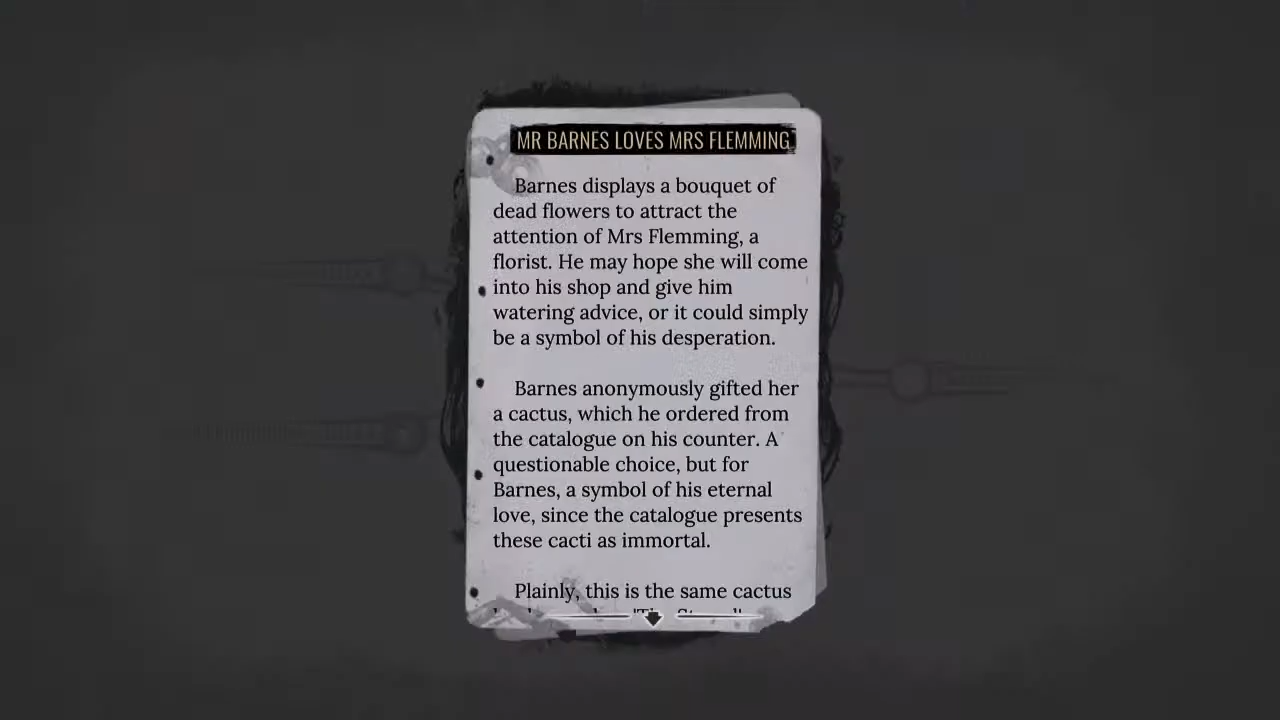 MR BARNES LOVES MRS FLEMMING
Barnes displays a bouquet of
dead flowers to attract the
attention of Mrs Flemming, a
florist. He may hope she will come
into his shop and give him
watering advice, or it could simply
be a symbol of his desperation.
Barnes anonymously gifted her
a cactus, which he ordered from
the catalogue on his counter. A
questionable choice, but for
Barnes, a symbol of his eternal
love, since the catalogue presents
these cacti as immortal.
Plainly, this is the same cactus